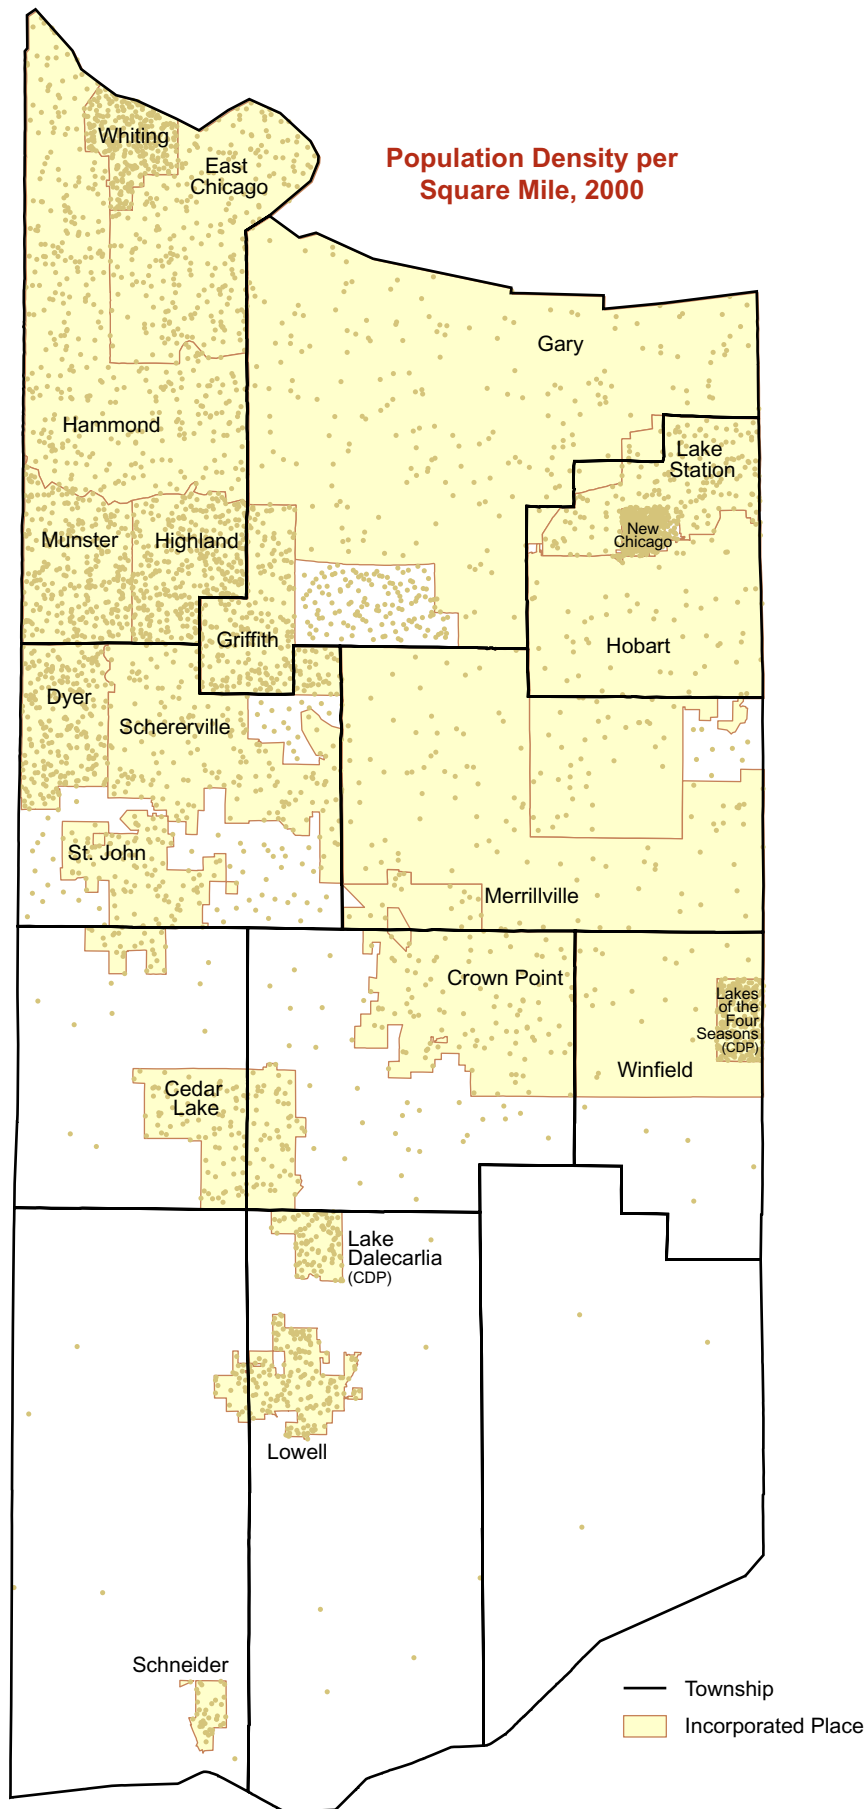 Population Density per
Square Mile, 2000
Whiting
East
Chicago
Gary
Hammond
Lake
Station
New
Chicago
Munster
Highland
Griffith
Hobart
Dyer
Schererville
St. John
Merrillville
Crown Point
Lakes
of the
Four
Seasons
(CDP)
Winfield
Cedar
Lake
Lake
Dalecarlia
(CDP)
Lowell
Schneider
Township
Incorporated Place